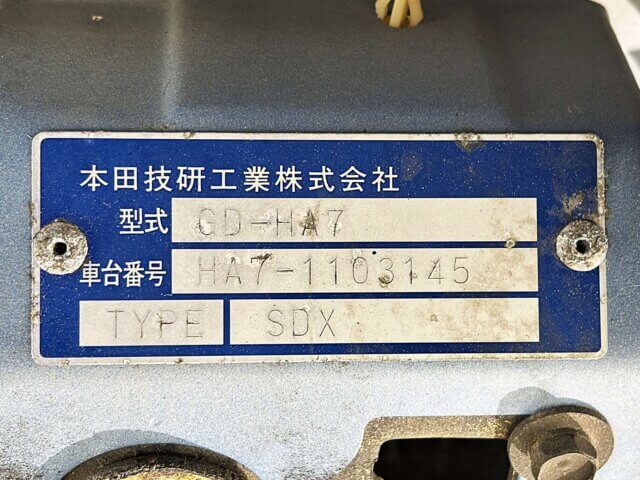 本田技研工業株式会社
型式 GD-HA7
車台番号 HA7-1103145
TYPE SDX